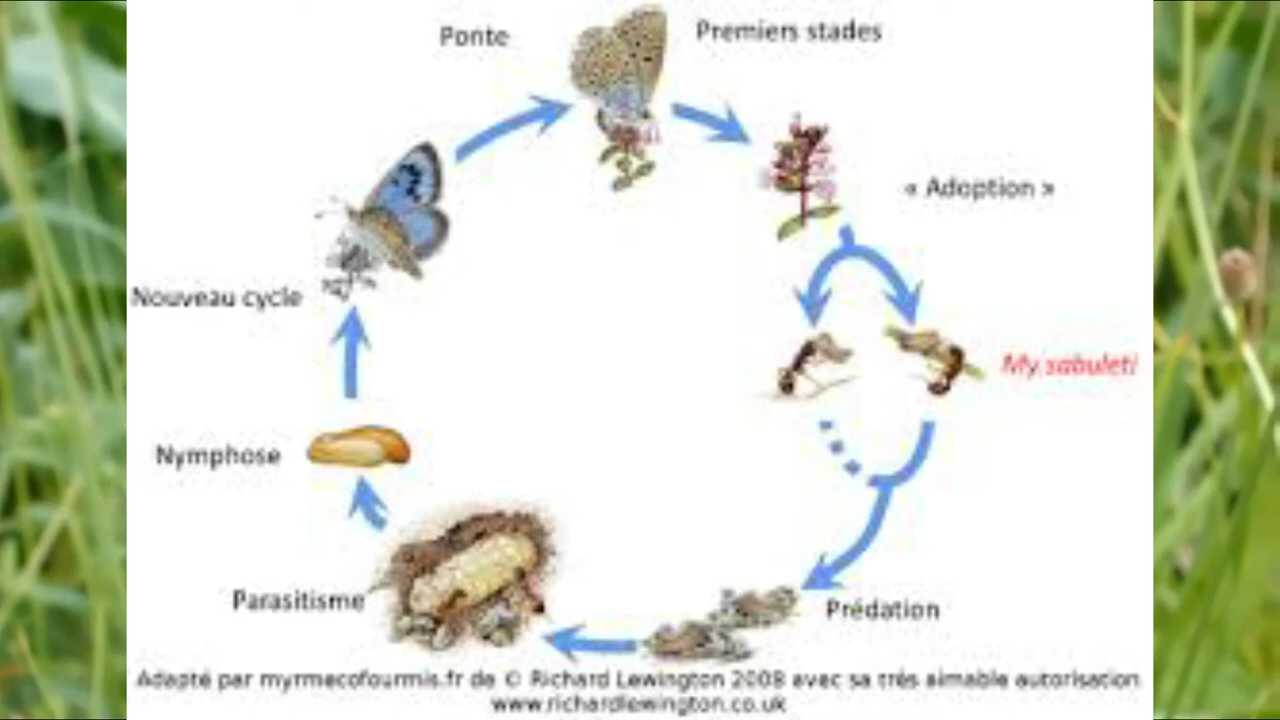 Ponte
Premiers stades
« Adoption »
Nouveau cycle
My.sabuleti
Nymphose
Parasitisme
Prédation
Adapté par myrmecofourmis.fr de © Richard Lewington 2008 avec sa très aimable autorisation
www.richardlewington.co.uk